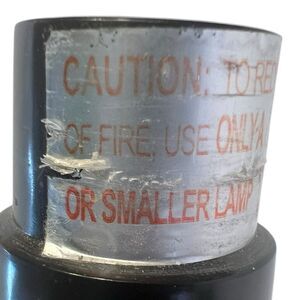 CAUTION: TO RE
OF FIRE, USE ONLY A
OR SMALLER LAMP